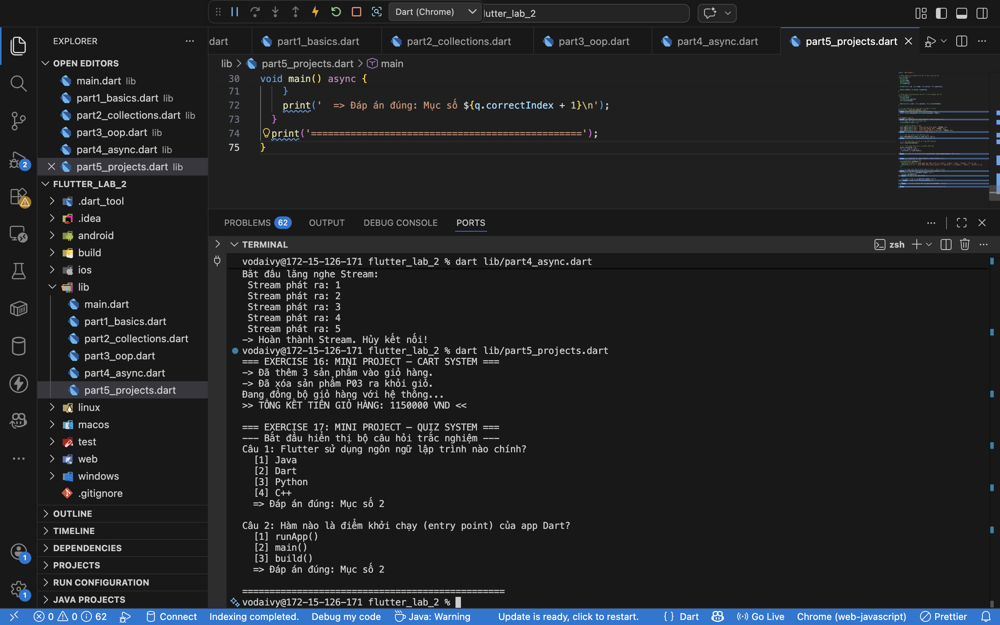 Dart (Chrome)
lutter_lab_2
EXPLORER
dart
part1_basics.dart
part2_collections.dart
part3_oop.dart
part4_async.dart
part5_projects.dart
OPEN EDITORS
main.dart lib
part1_basics.dart lib
part2_collections.dart lib
part3_oop.dart lib
part4_async.dart lib
part5_projects.dart lib
2
FLUTTER_LAB_2
.dart_tool
.idea
android
build
ios
lib
main.dart
part1_basics.dart
part2_collections.dart
part3_oop.dart
part4_async.dart
part5_projects.dart
linux
macos
test
web
windows
.gitignore
OUTLINE
TIMELINE
DEPENDENCIES
PROJECTS
RUN CONFIGURATION
JAVA PROJECTS
1
1
lib > part5_projects.dart > main
30 void main() async {
71 }
72 print('  => Đáp án đúng: Mục số ${q.correctIndex + 1}\n');
73 }
74 print('================================================');
75 }
PROBLEMS 62 OUTPUT DEBUG CONSOLE PORTS
TERMINAL
zsh
vodaivy@172-15-126-171 flutter_lab_2 % dart lib/part4_async.dart
Bắt đầu lắng nghe Stream:
Stream phát ra: 1
Stream phát ra: 2
Stream phát ra: 3
Stream phát ra: 4
Stream phát ra: 5
-> Hoàn thành Stream. Hủy kết nối!
vodaivy@172-15-126-171 flutter_lab_2 % dart lib/part5_projects.dart
=== EXERCISE 16: MINI PROJECT – CART SYSTEM ===
-> Đã thêm 3 sản phẩm vào giỏ hàng.
-> Đã xóa sản phẩm P03 ra khỏi giỏ.
Đang đồng bộ giỏ hàng với hệ thống...
>> TỔNG KẾT TIỀN GIỎ HÀNG: 1150000 VND <<
=== EXERCISE 17: MINI PROJECT – QUIZ SYSTEM ===
--- Bắt đầu hiển thị bộ câu hỏi trắc nghiệm ---
Câu 1: Flutter sử dụng ngôn ngữ lập trình nào chính?
[1] Java
[2] Dart
[3] Python
[4] C++
=> Đáp án đúng: Mục số 2
Câu 2: Hàm nào là điểm khởi chạy (entry point) của app Dart?
[1] runApp()
[2] main()
[3] build()
=> Đáp án đúng: Mục số 2
================================================
vodaivy@172-15-126-171 flutter_lab_2 %
0 0 62 Connect Indexing completed. Debug my code Java: Warning Update is ready, click to restart. { } Dart Go Live Chrome (web-javascript) Prettier